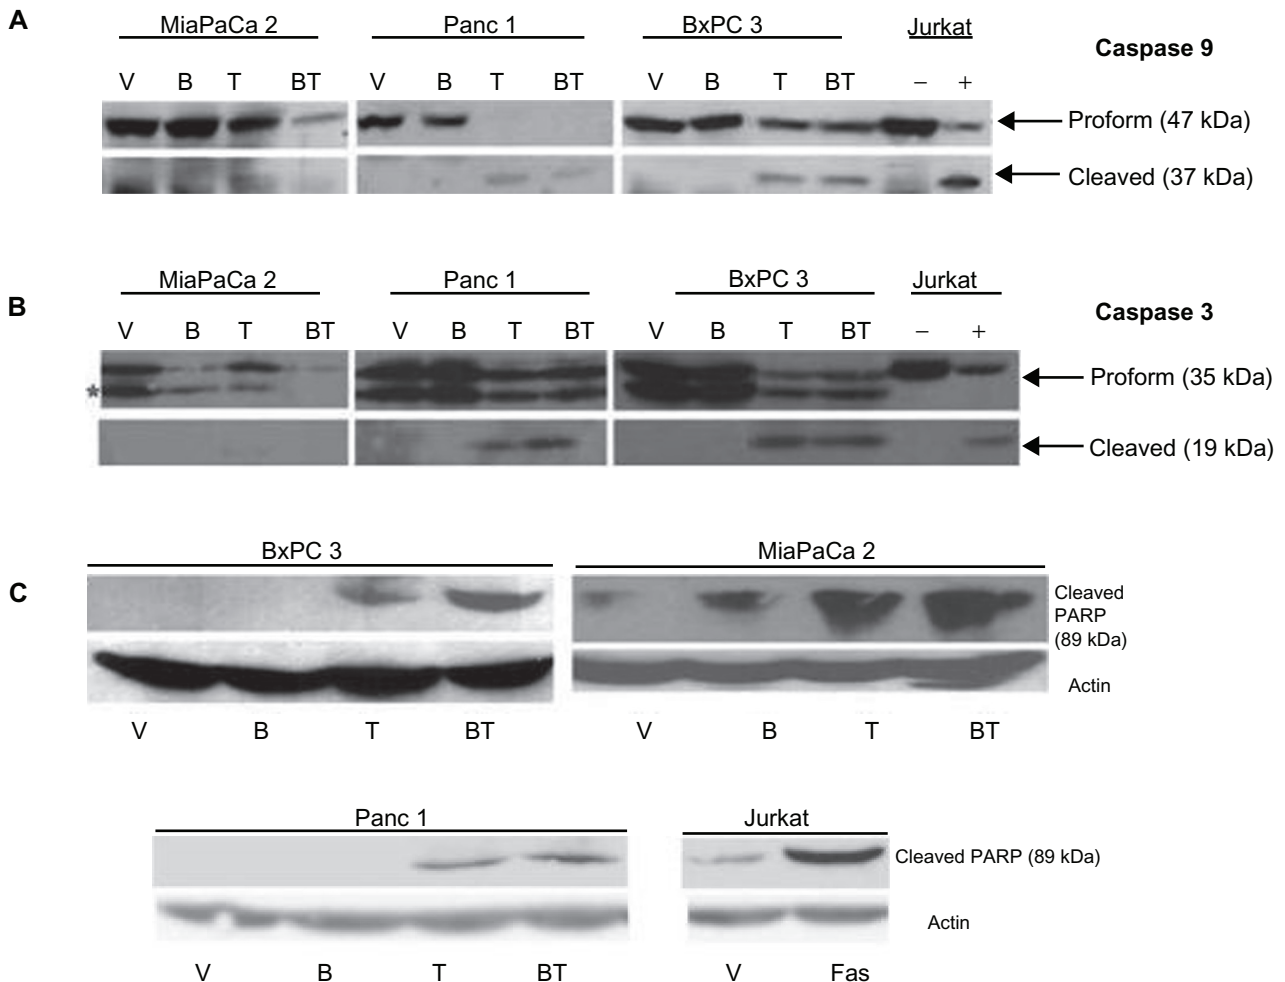 A
MiaPaCa 2 Panc 1 BxPC 3 Jurkat
Caspase 9
V B T BT V B T BT V B T BT − +
Proform (47 kDa)
Cleaved (37 kDa)
B
MiaPaCa 2 Panc 1 BxPC 3 Jurkat
Caspase 3
V B T BT V B T BT V B T BT − +
Proform (35 kDa)
*
Cleaved (19 kDa)
C
BxPC 3 MiaPaCa 2
Cleaved
PARP
(89 kDa)
Actin
V B T BT V B T BT
Panc 1 Jurkat
Cleaved PARP (89 kDa)
Actin
V B T BT V Fas